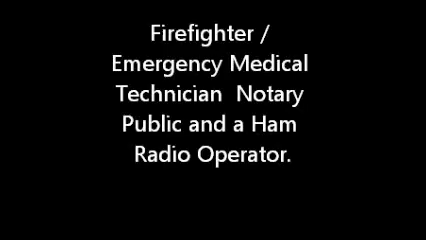 Firefighter /
Emergency Medical
Technician  Notary
Public and a Ham
Radio Operator.